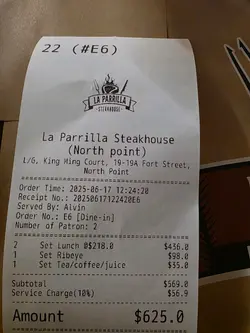 22 (#E6)
LA PARRILLA
STEAKHOUSE
La Parrilla Steakhouse
(North point)
L/G, King Hing Court, 19-19A Fort Street,
North Point
Order Time: 2025-06-17 12:24:20
Receipt No.: 20250617122420E6
Served By: Alvin
Order No.: E6 [Dine-in]
Number of Patron: 2
2 Set Lunch @$218.0 $436.0
1 Set Ribeye $98.0
1 Set Tea/coffee/juice $55.0
Subtotal $569.0
Service Charge(10%) $56.9
Amount $625.0